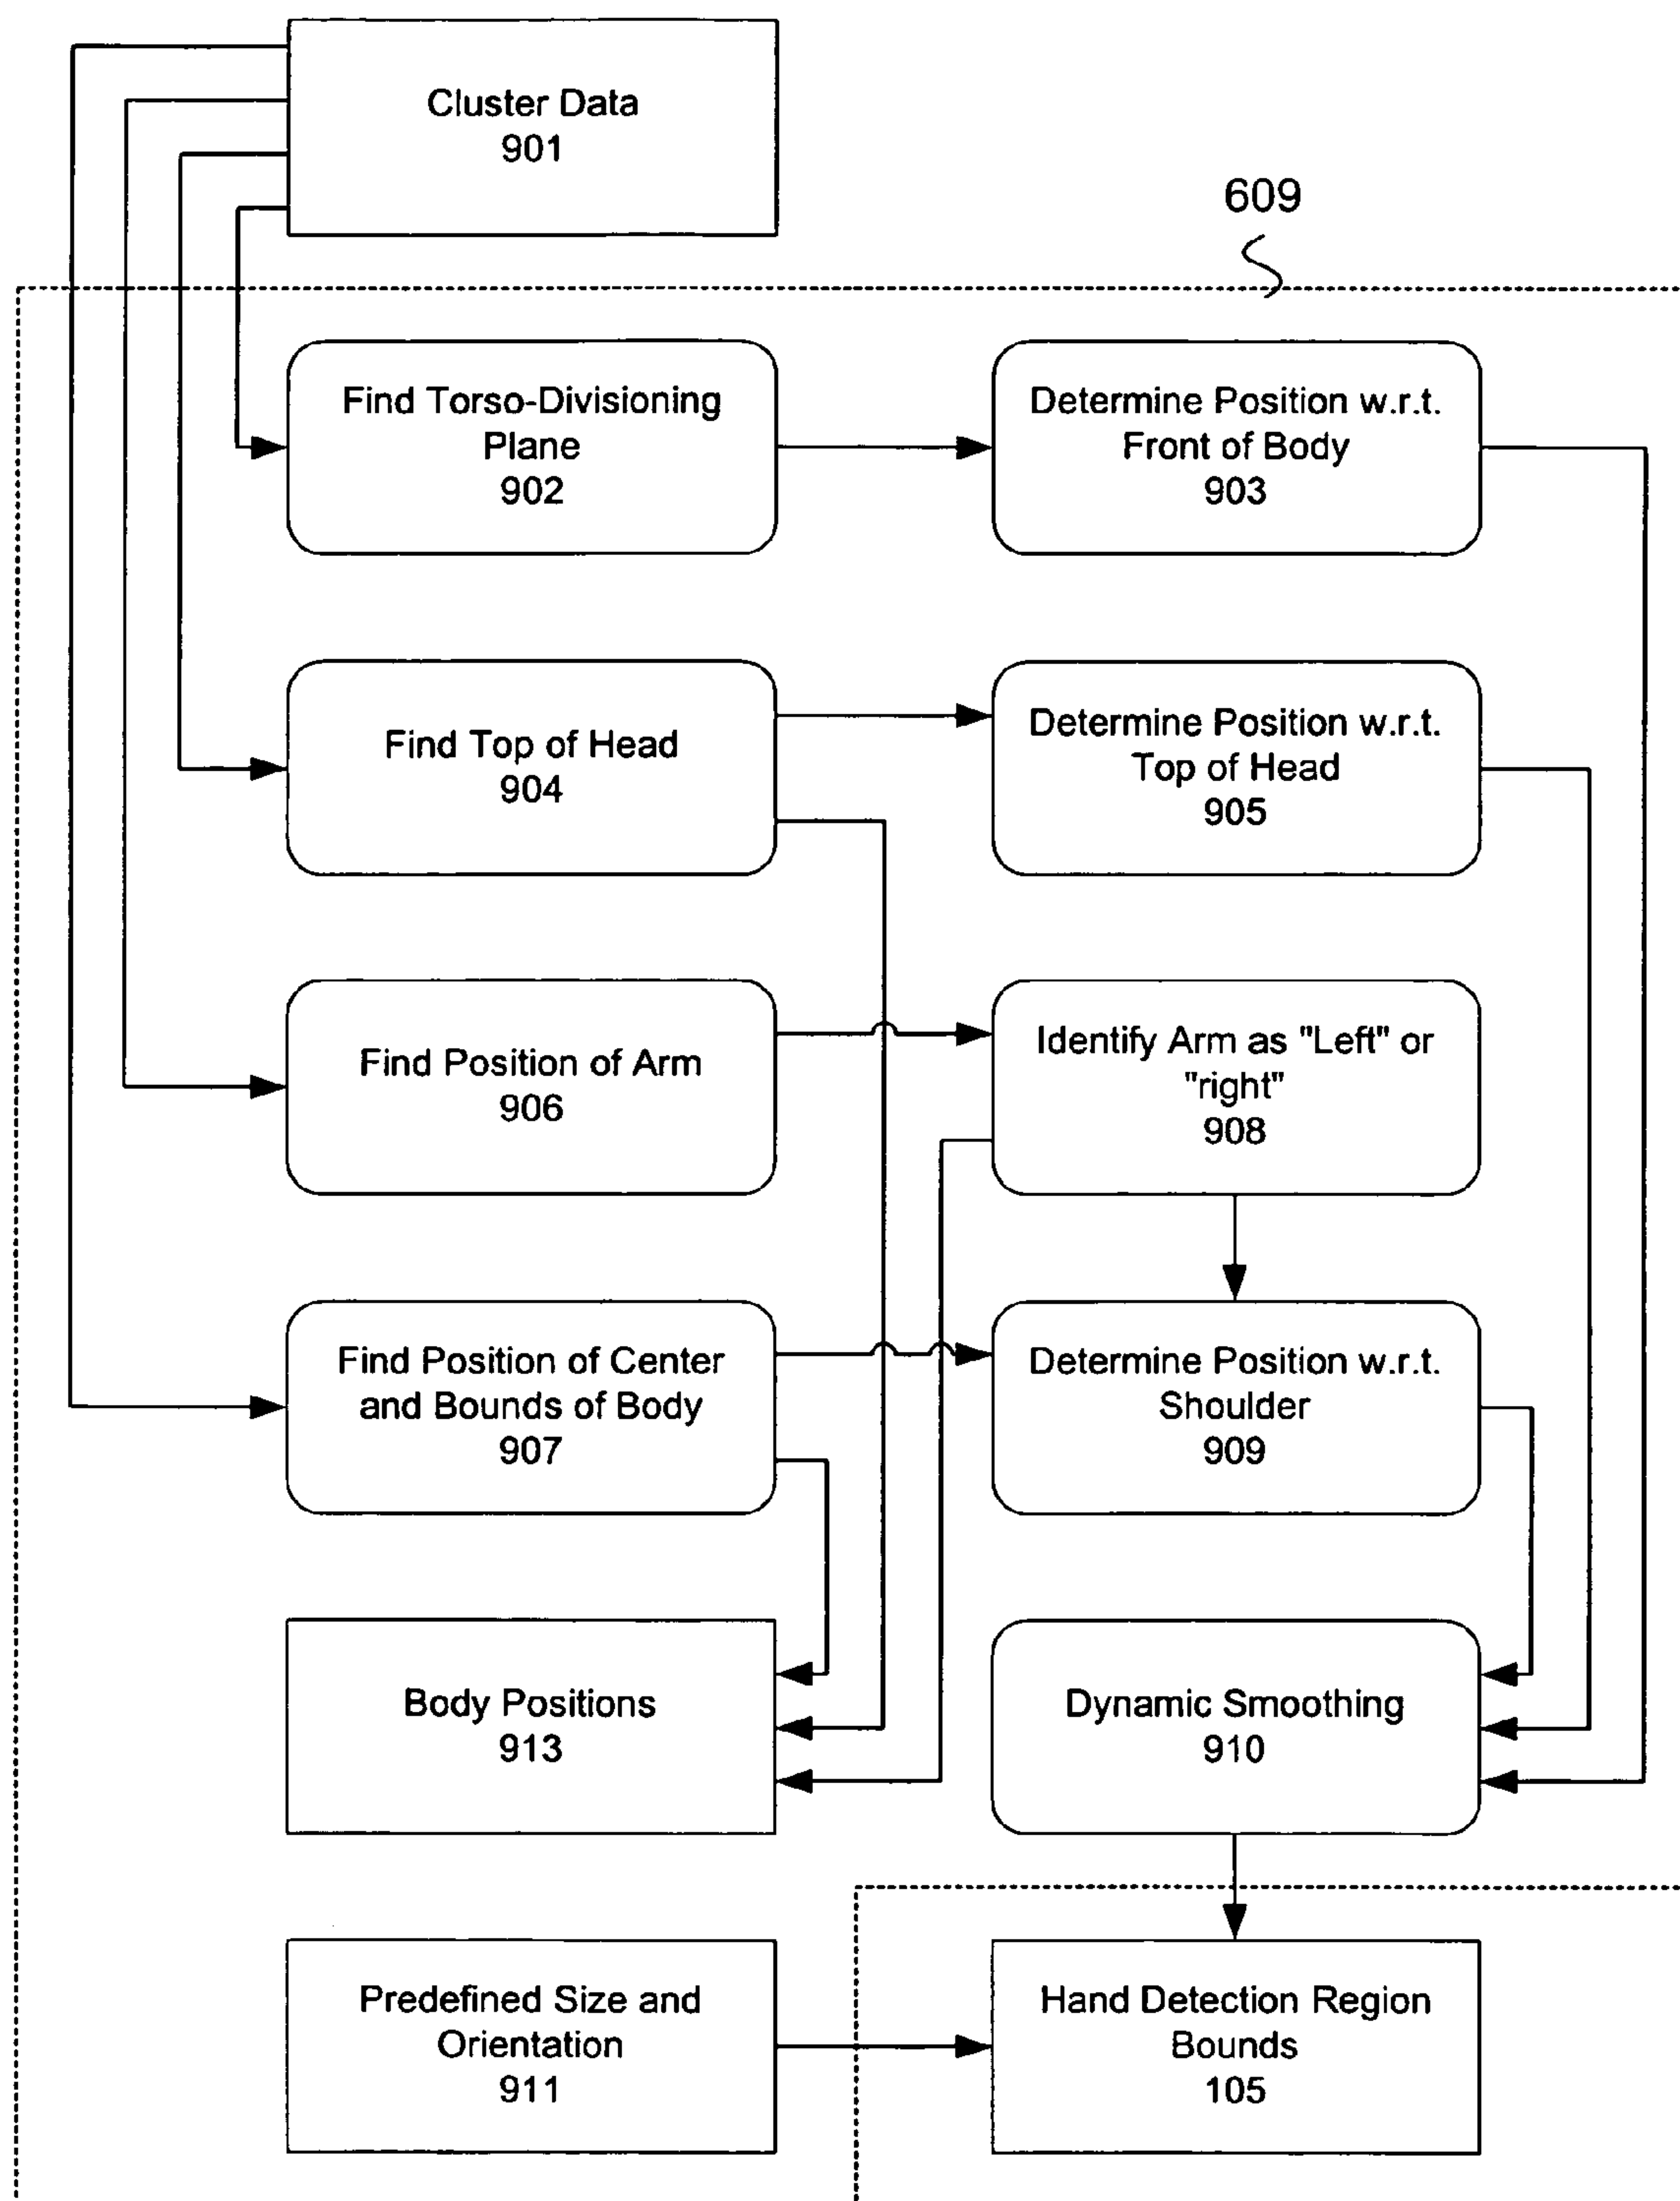 Cluster Data
901
609
Find Torso-Divisioning
Plane
902
Determine Position w.r.t.
Front of Body
903
Find Top of Head
904
Determine Position w.r.t.
Top of Head
905
Find Position of Arm
906
Identify Arm as "Left" or
"right"
908
Find Position of Center
and Bounds of Body
907
Determine Position w.r.t.
Shoulder
909
Body Positions
913
Dynamic Smoothing
910
Predefined Size and
Orientation
911
Hand Detection Region
Bounds
105